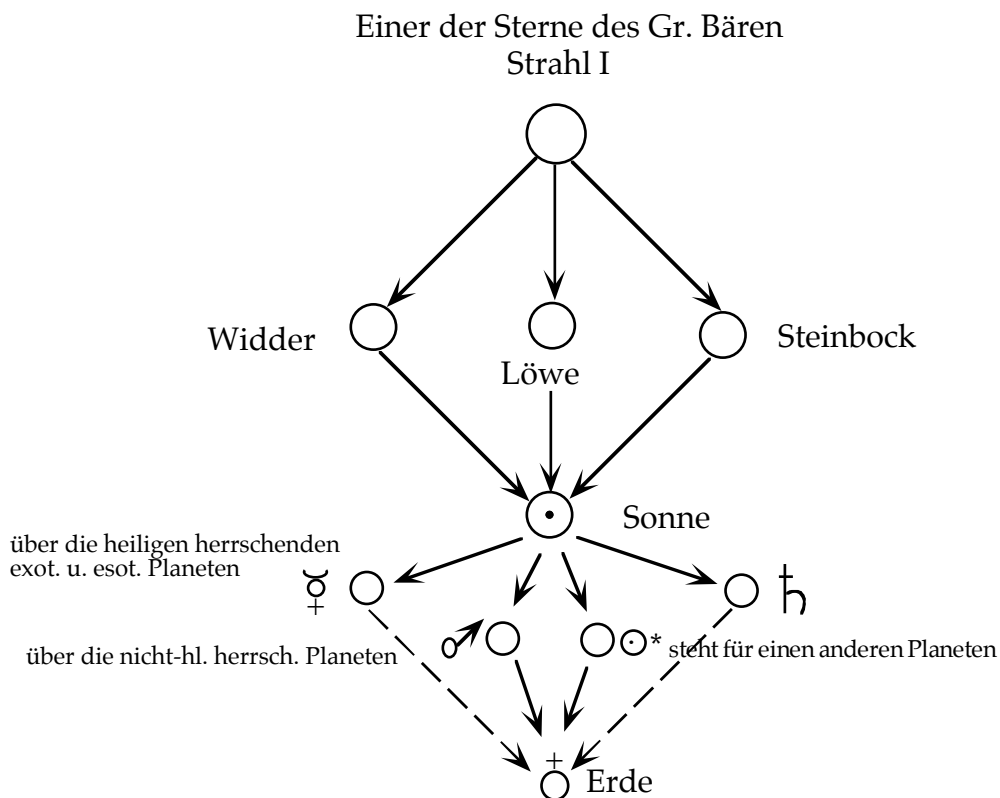 Einer der Sterne des Gr. Bären
Strahl I
Widder
Löwe
Steinbock
Sonne
über die heiligen herrschenden
exot. u. esot. Planeten
☿
♄
♂
☉
* steht für einen anderen Planeten
über die nicht-hl. herrsch. Planeten
Erde